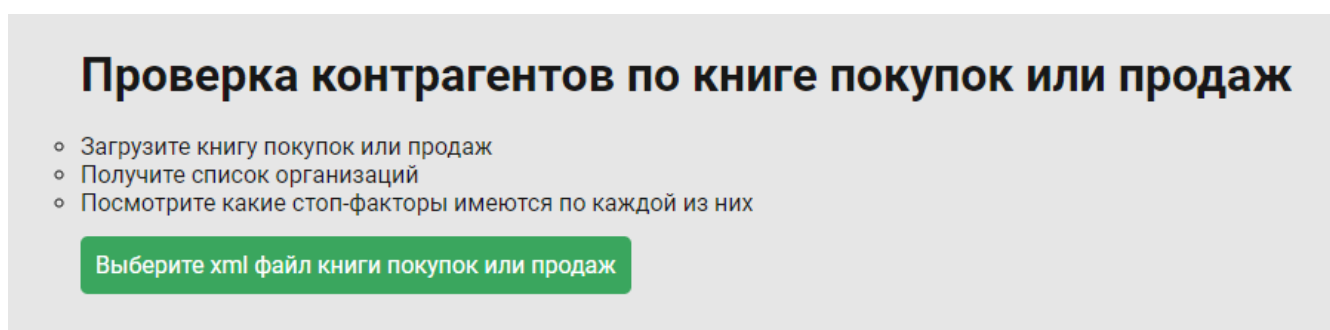 Проверка контрагентов по книге покупок или продаж
Загрузите книгу покупок или продаж
Получите список организаций
Посмотрите какие стоп-факторы имеются по каждой из них
Выберите xml файл книги покупок или продаж